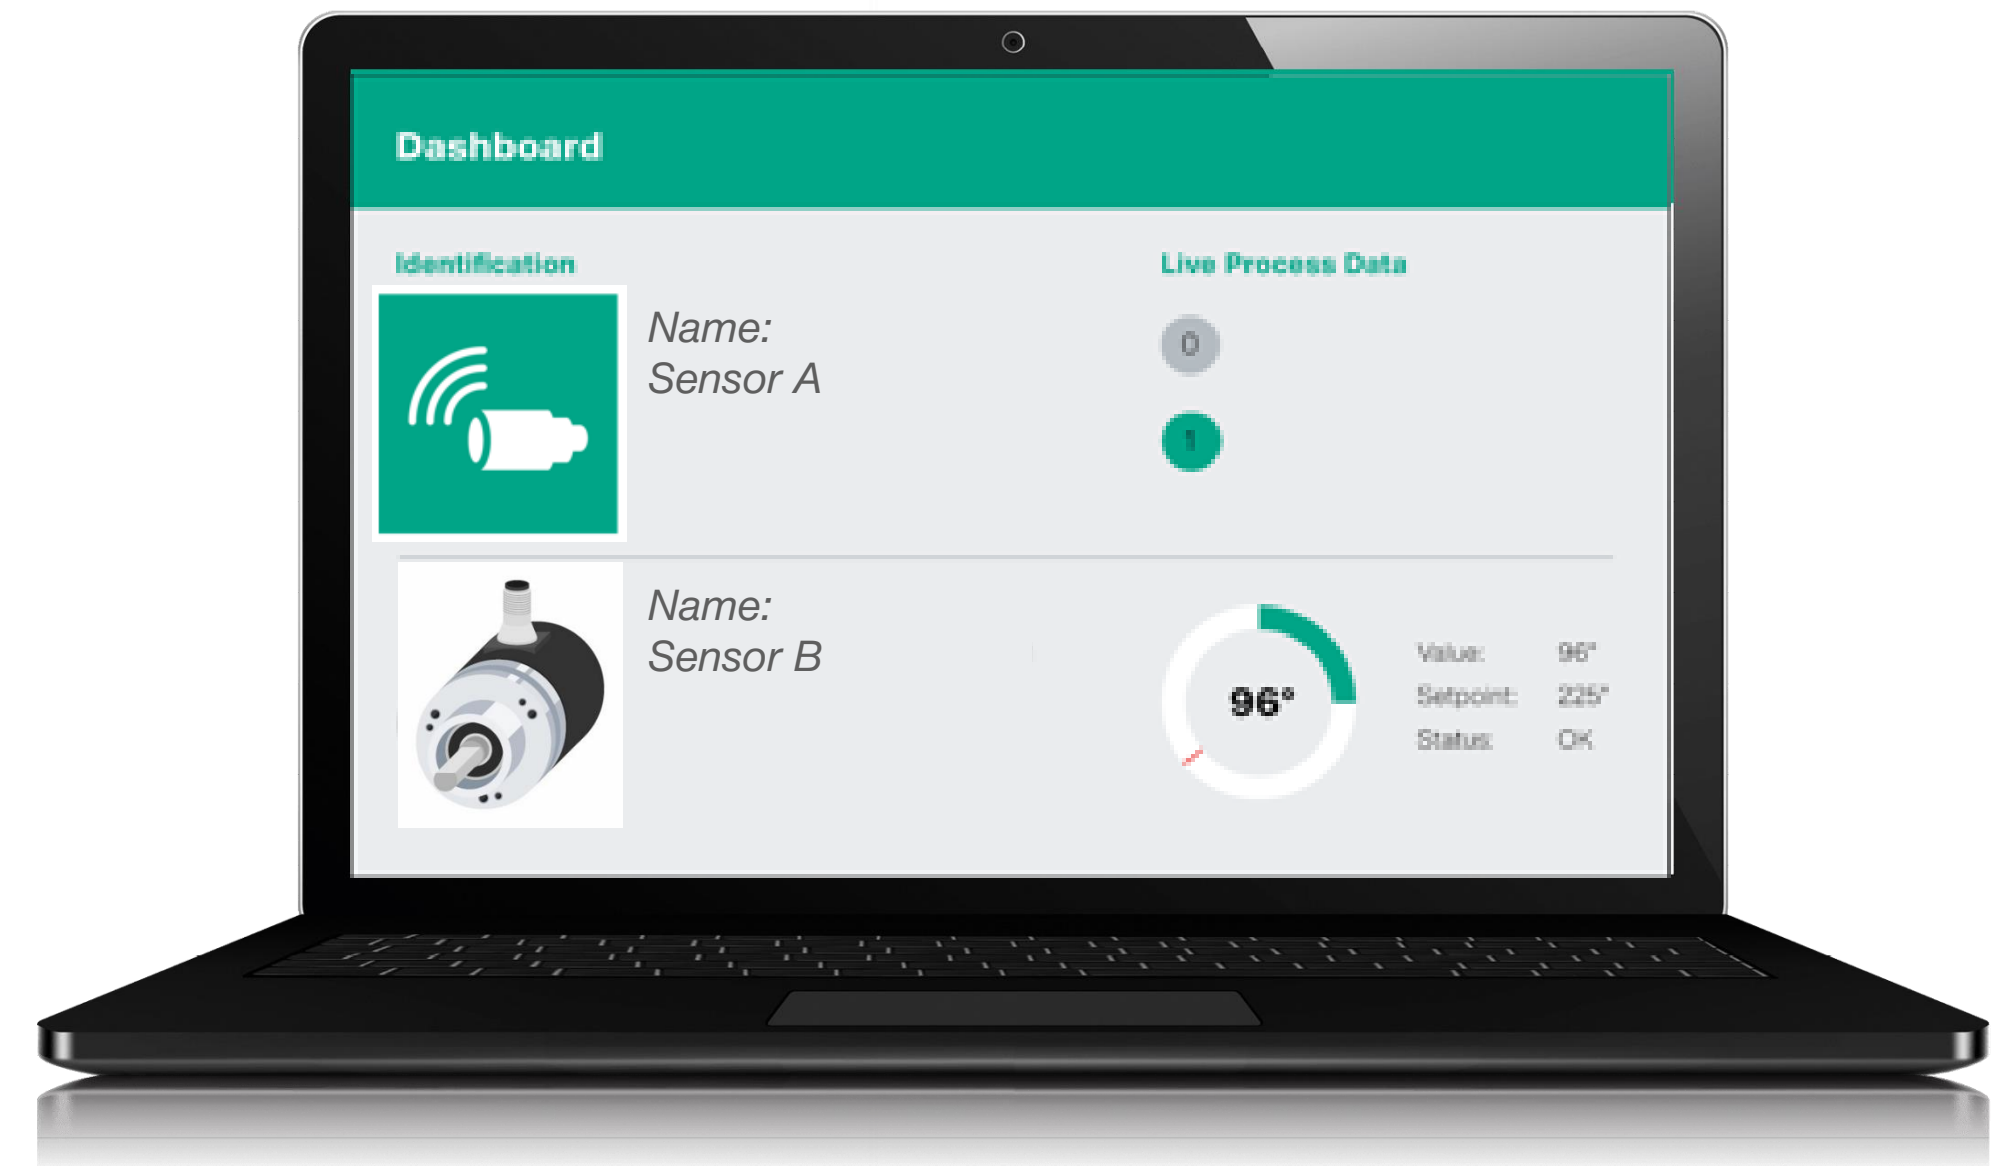 Dashboard
Identification
Live Process Data
Name:
Sensor A
0
1
Name:
Sensor B
96°
Value: 96°
Setpoint: 225°
Status: OK